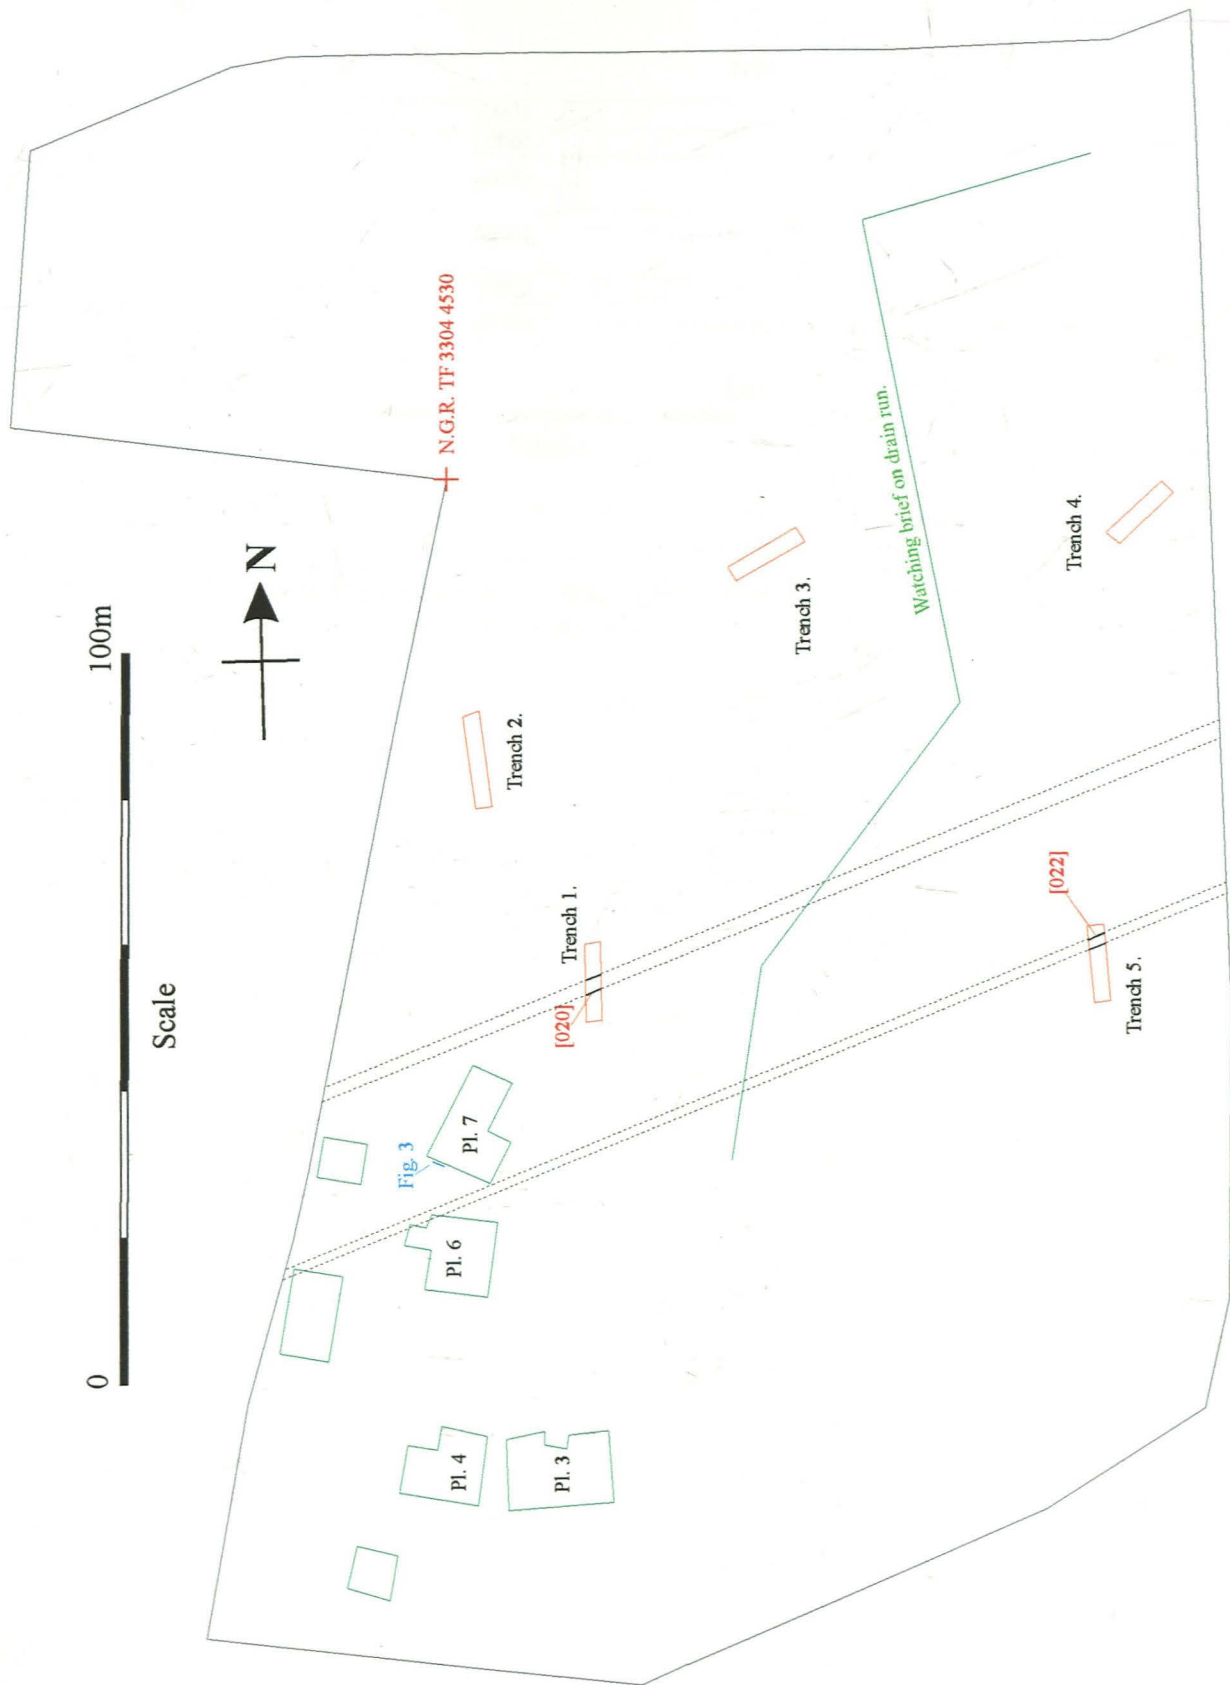 0
100m
Scale
N
N.G.R. TF 3304 4530
Trench 2.
Trench 3.
Watching brief on drain run.
Trench 4.
Trench 1.
[020]
[022]
Trench 5.
Fig. 3
Pl. 7
Pl. 6
Pl. 4
Pl. 3